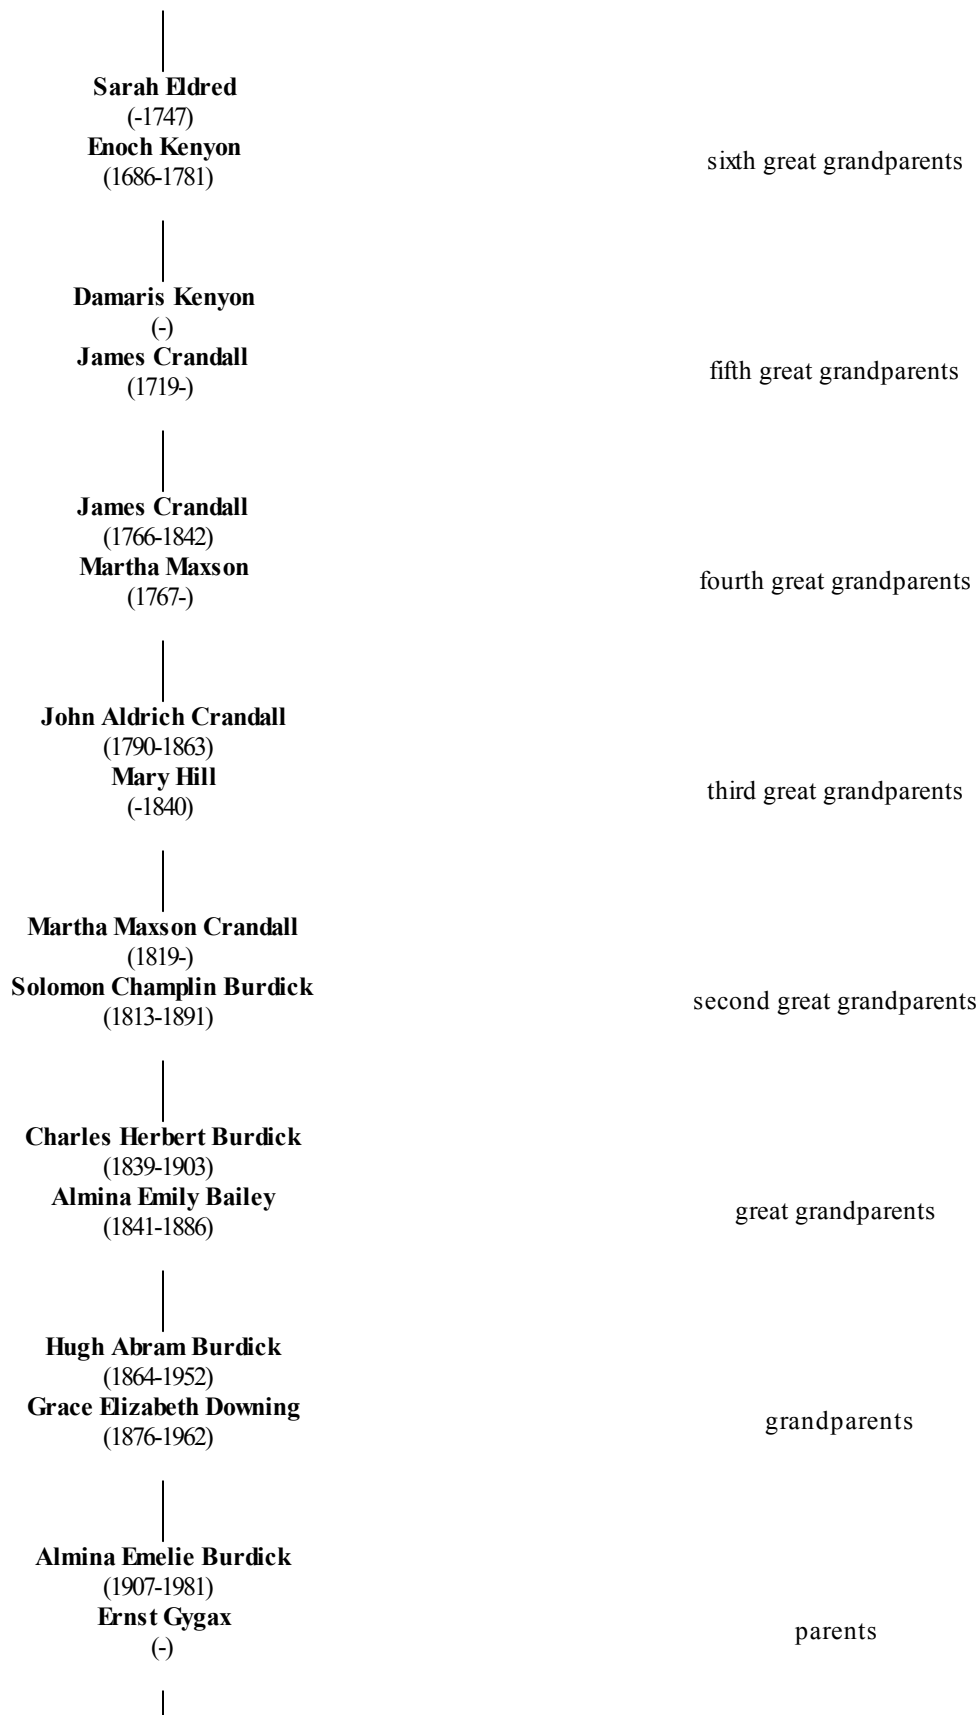 Sarah Eldred
(-1747)
Enoch Kenyon
(1686-1781)
sixth great grandparents
Damaris Kenyon
(-)
James Crandall
(1719-)
fifth great grandparents
James Crandall
(1766-1842)
Martha Maxson
(1767-)
fourth great grandparents
John Aldrich Crandall
(1790-1863)
Mary Hill
(-1840)
third great grandparents
Martha Maxson Crandall
(1819-)
Solomon Champlin Burdick
(1813-1891)
second great grandparents
Charles Herbert Burdick
(1839-1903)
Almina Emily Bailey
(1841-1886)
great grandparents
Hugh Abram Burdick
(1864-1952)
Grace Elizabeth Downing
(1876-1962)
grandparents
Almina Emelie Burdick
(1907-1981)
Ernst Gygax
(-)
parents